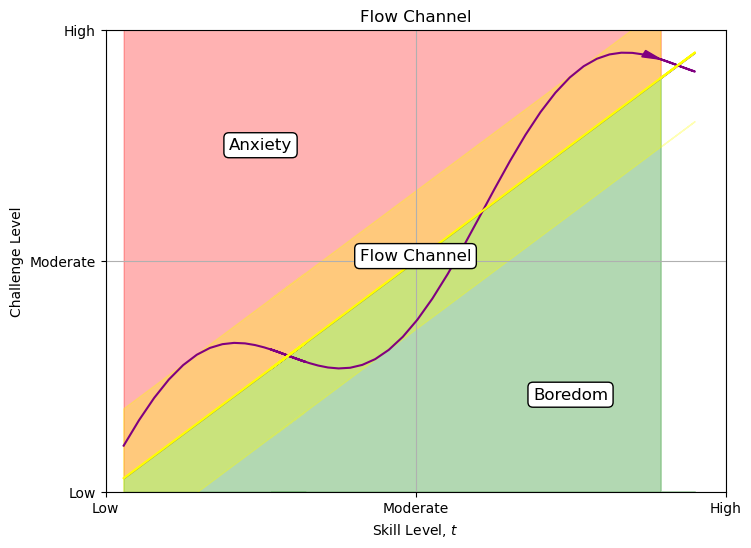 Flow Channel
High
Anxiety
Challenge Level
Moderate
Flow Channel
Boredom
Low
Low
Moderate
High
Skill Level, t